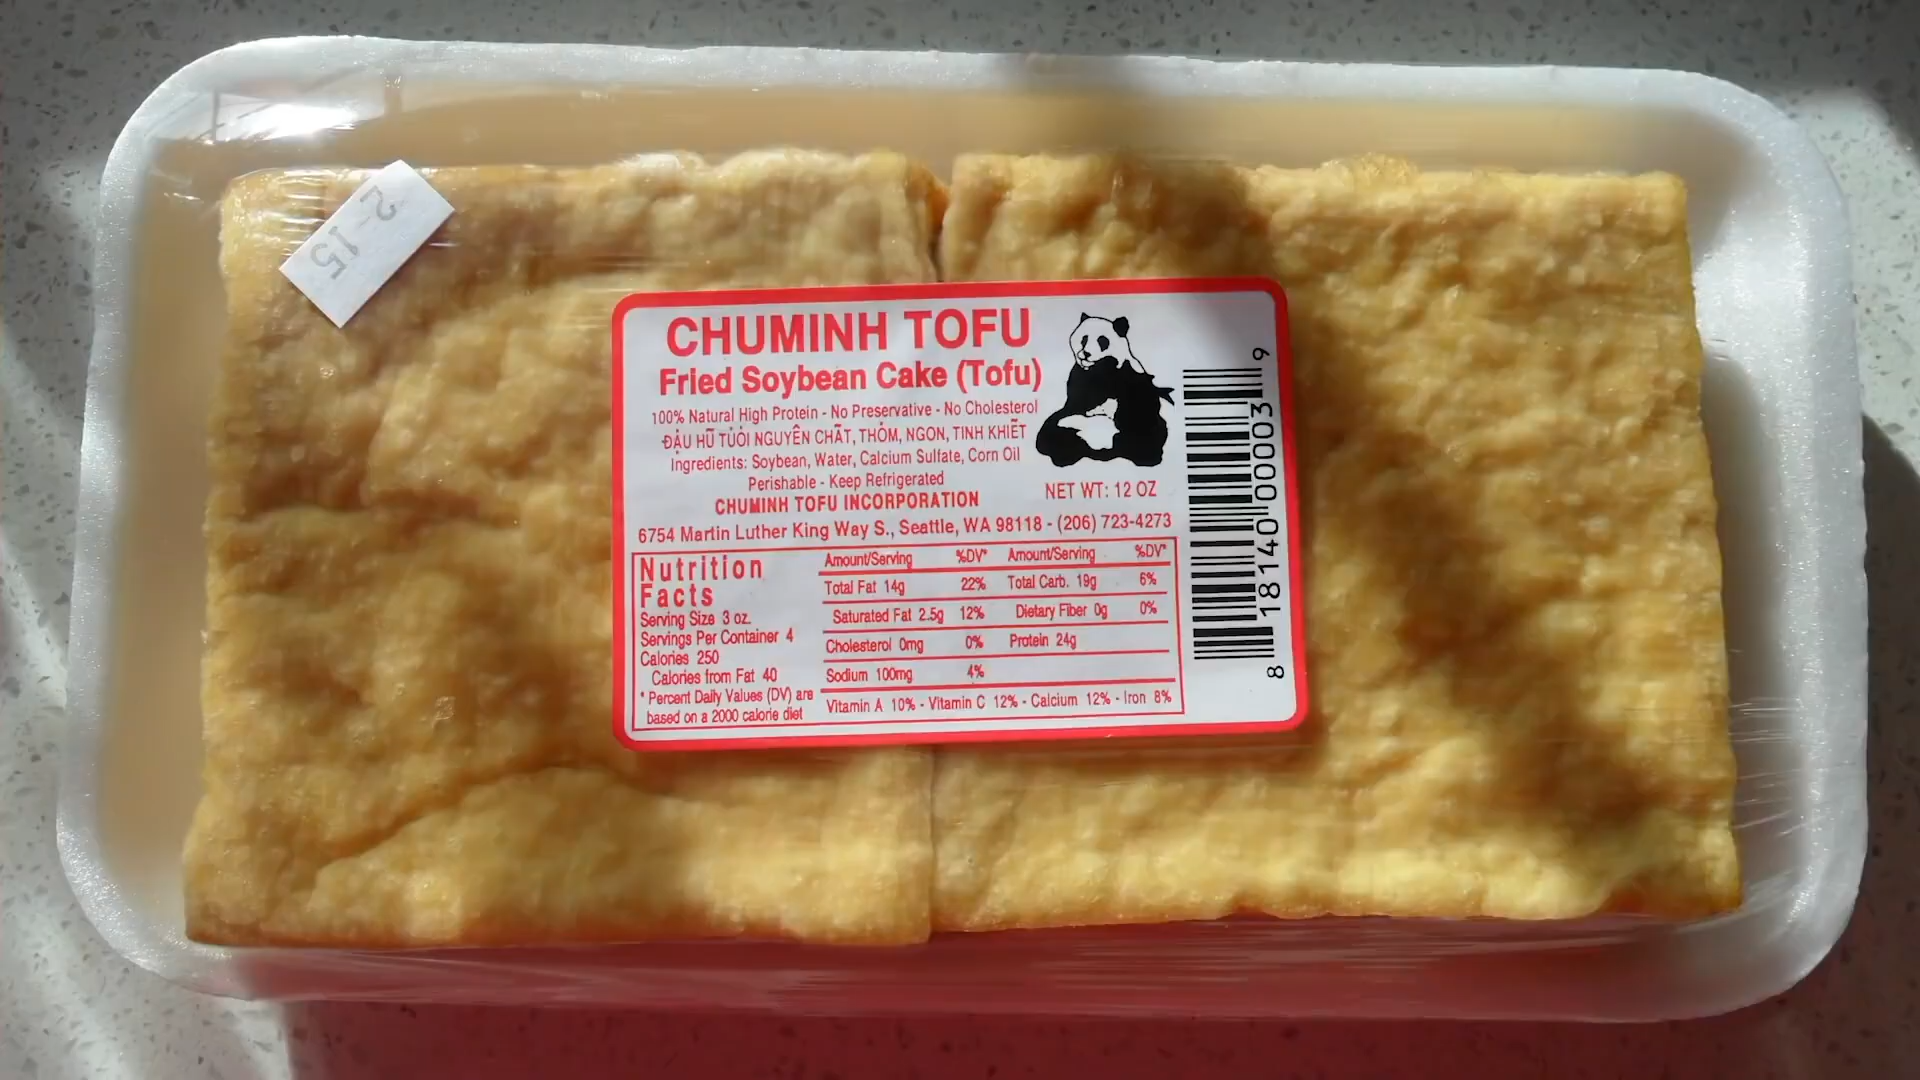 2-15
CHUMINH TOFU
Fried Soybean Cake (Tofu)
100% Natural High Protein - No Preservative - No Cholesterol
ĐẬU HŨ TƯƠI NGUYÊN CHẤT, THƠM, NGON, TINH KHIẾT
Ingredients: Soybean, Water, Calcium Sulfate, Corn Oil
Perishable - Keep Refrigerated
CHUMINH TOFU INCORPORATION
NET WT: 12 OZ
6754 Martin Luther King Way S., Seattle, WA 98118 - (206) 723-4273
Nutrition
Facts
Serving Size 3 oz.
Servings Per Container 4
Calories 250
Calories from Fat 40
* Percent Daily Values (DV) are
based on a 2000 calorie diet
Amount/Serving %DV* Amount/Serving %DV*
Total Fat 14g 22% Total Carb. 19g 6%
Saturated Fat 2.5g 12% Dietary Fiber 0g 0%
Cholesterol 0mg 0% Protein 24g
Sodium 100mg 4%
Vitamin A 10% - Vitamin C 12% - Calcium 12% - Iron 8%
8 18140 00003 9